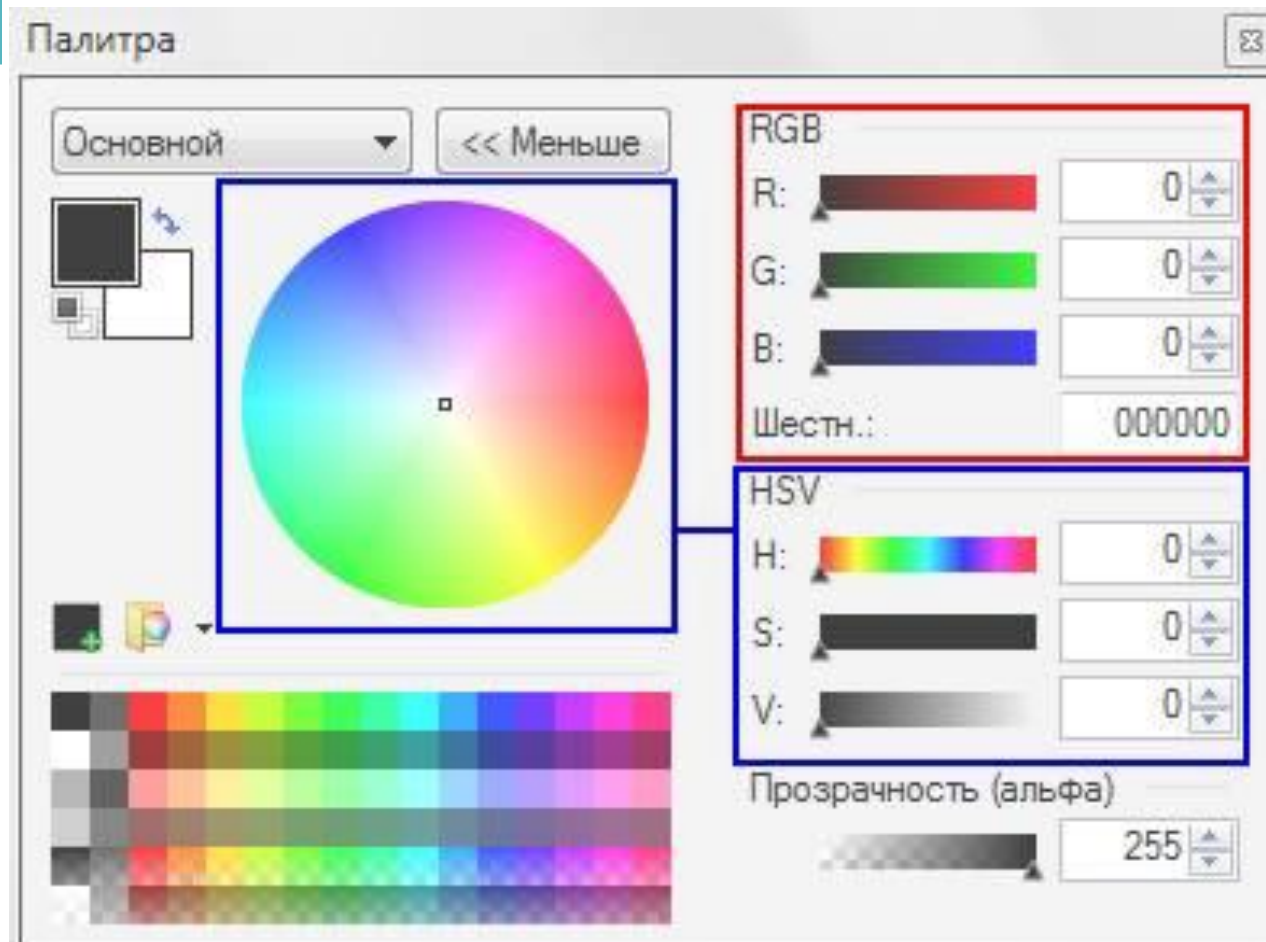 Палитра
Основной << Меньше
RGB
R: 0
G: 0
B: 0
Шестн.: 000000
HSV
H: 0
S: 0
V: 0
Прозрачность (альфа)
255